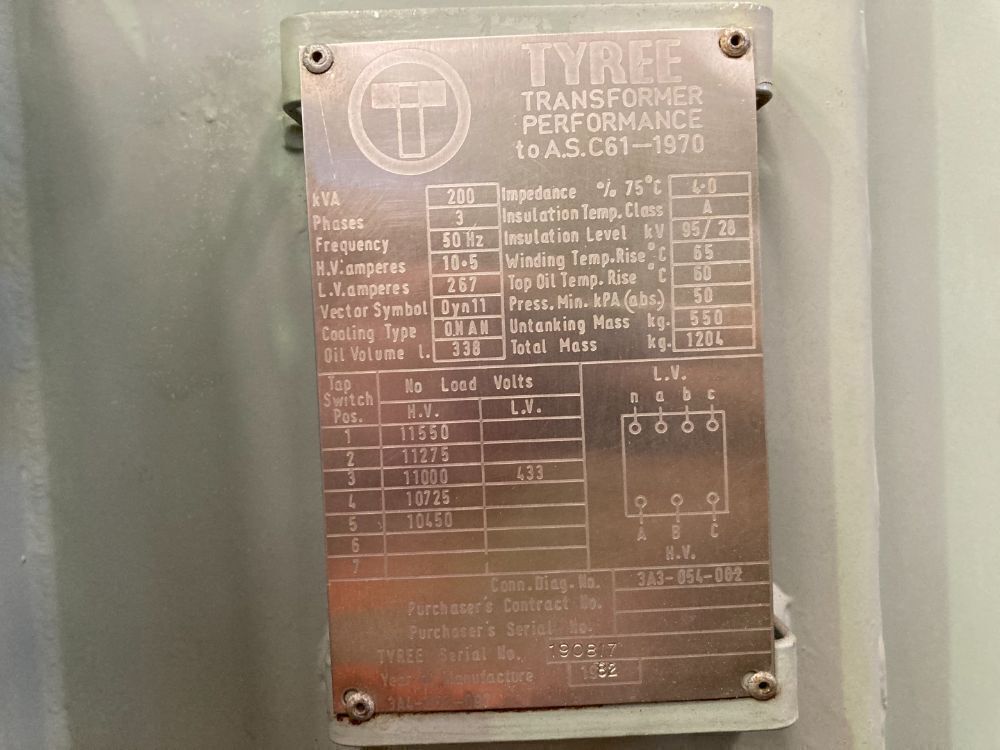 TYREE
TRANSFORMER
PERFORMANCE
to A.S. C61—1970
kVA 200 Impedance % 75°C 4·0
Phases 3 Insulation Temp. Class A
Frequency 50 Hz Insulation Level kV 95/28
H.V. amperes 10·5 Winding Temp. Rise °C 65
L.V. amperes 267 Top Oil Temp. Rise °C 60
Vector Symbol Dyn11 Press. Min. kPA (abs.) 50
Cooling Type ONAN Untanking Mass kg. 550
Oil Volume l. 338 Total Mass kg. 1204
Tap Switch Pos. No Load Volts
H.V. L.V.
1 11550
2 11275
3 11000 433
4 10725
5 10450
6
7
L.V.
n a b c
A B C
H.V.
Conn. Diag. No. 3A3-054-002
Purchaser's Contract No.
Purchaser's Serial No.
TYREE Serial No. 190817
Year of Manufacture 1982